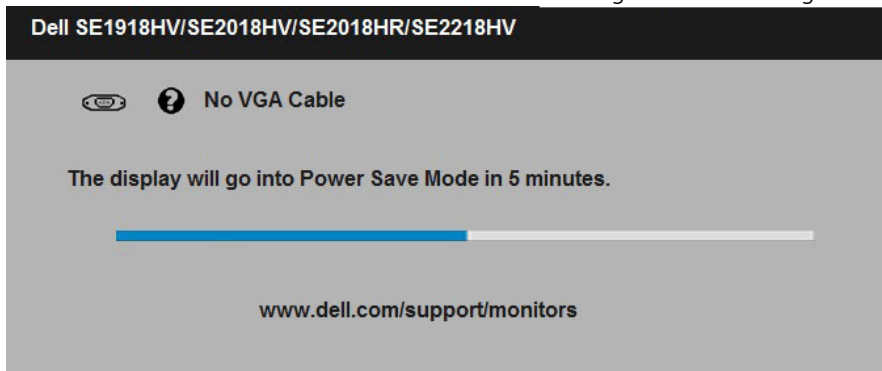 Dell SE1918HV/SE2018HV/SE2018HR/SE2218HV
No VGA Cable
The display will go into Power Save Mode in 5 minutes.
www.dell.com/support/monitors